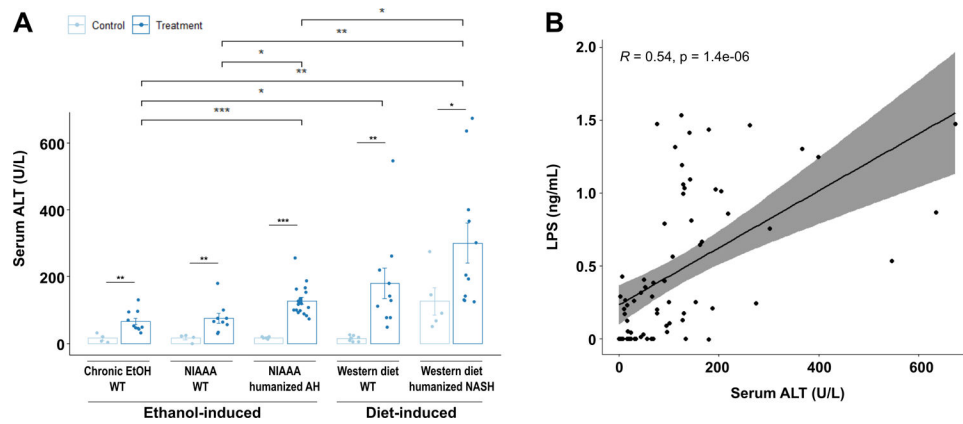 A
Control Treatment
*
**
*
**
*
***
*
**
***
**
**
Serum ALT (U/L)
600
400
200
0
Chronic EtOH
WT
NIAAA
WT
NIAAA
humanized AH
Western diet
WT
Western diet
humanized NASH
Ethanol-induced
Diet-induced
B
R = 0.54, p = 1.4e-06
LPS (ng/mL)
2.0
1.5
1.0
0.5
0.0
0 200 400 600
Serum ALT (U/L)